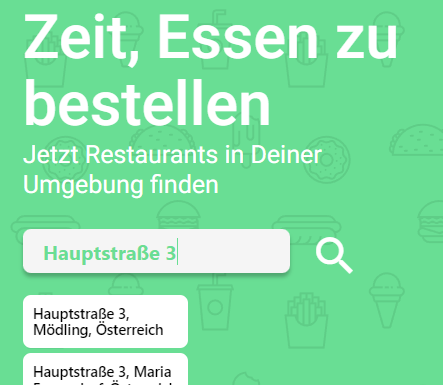 Zeit, Essen zu
bestellen
Jetzt Restaurants in Deiner
Umgebung finden
Hauptstraße 3
Hauptstraße 3,
Mödling, Österreich
Hauptstraße 3, Maria